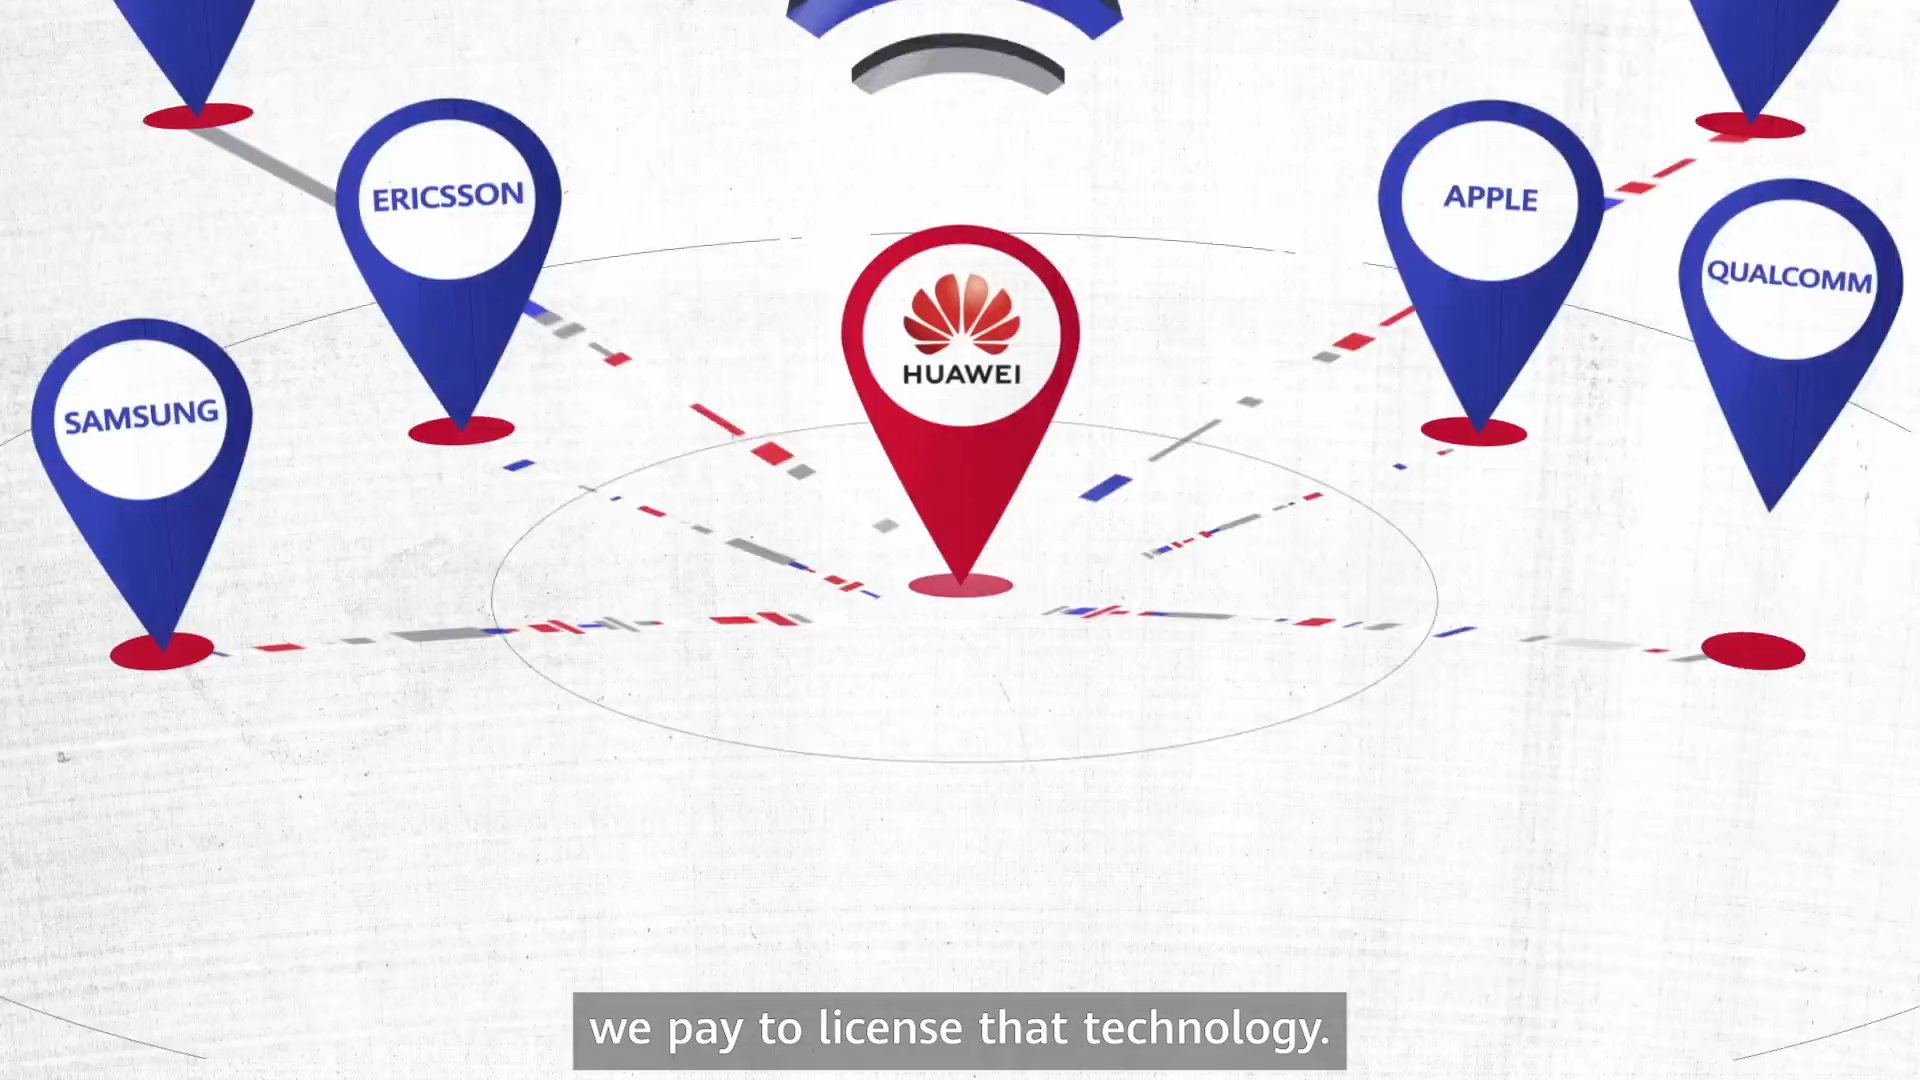 ERICSSON
APPLE
QUALCOMM
HUAWEI
SAMSUNG
we pay to license that technology.